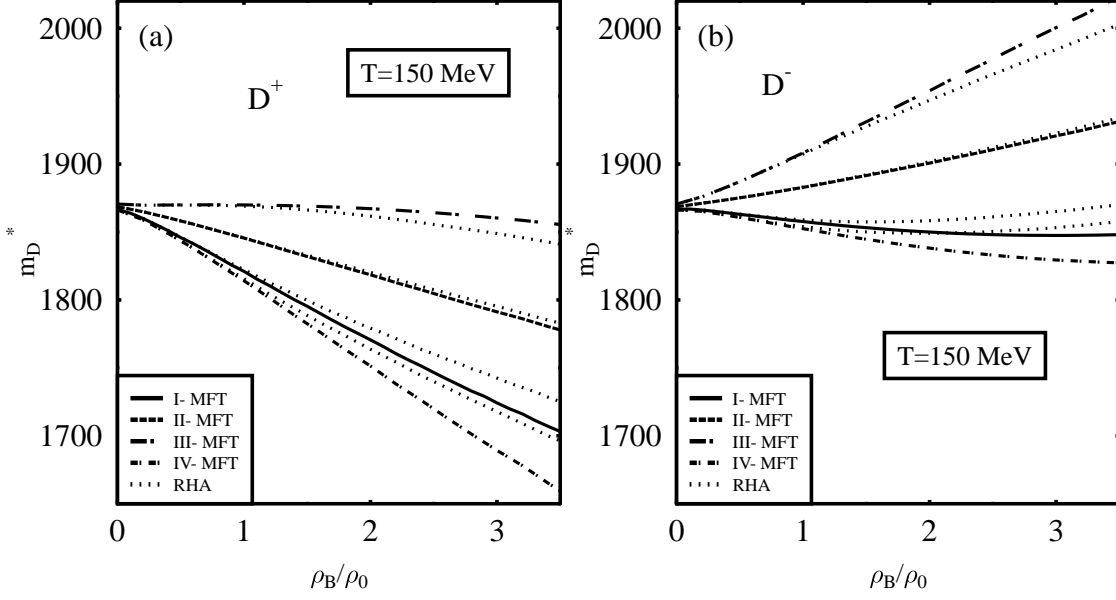 (a)
T=150 MeV
D+
2000
1900
1800
1700
mD*
I- MFT
II- MFT
III- MFT
IV- MFT
RHA
0 1 2 3
ρB/ρ0
(b)
D-
T=150 MeV
2000
1900
1800
1700
mD*
I- MFT
II- MFT
III- MFT
IV- MFT
RHA
0 1 2 3
ρB/ρ0